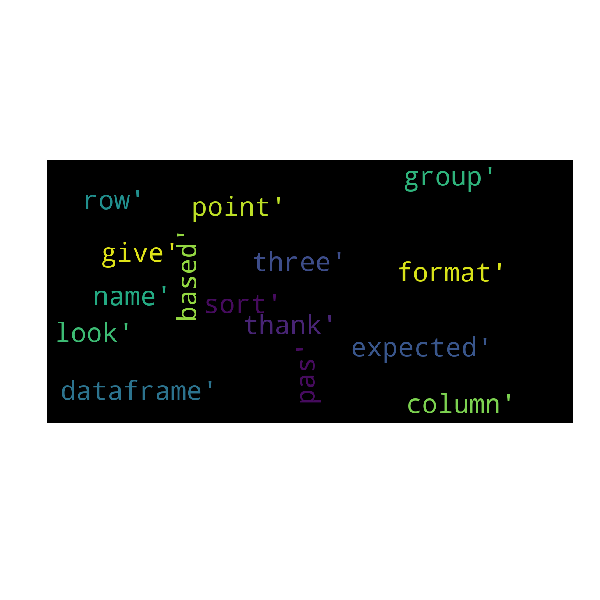 group'
row'
point'
give'
based'
three'
format'
name'
sort'
look'
thank'
expected'
pas'
dataframe'
column'